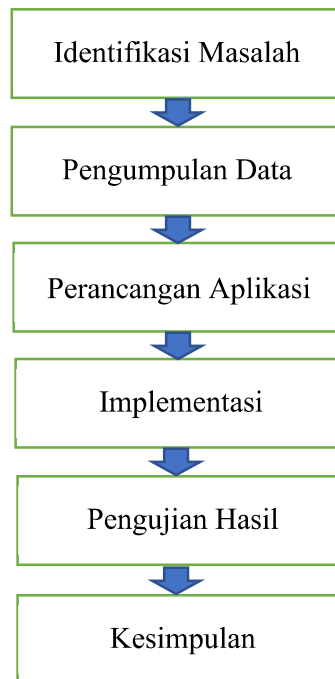 Identifikasi Masalah
Pengumpulan Data
Perancangan Aplikasi
Implementasi
Pengujian Hasil
Kesimpulan